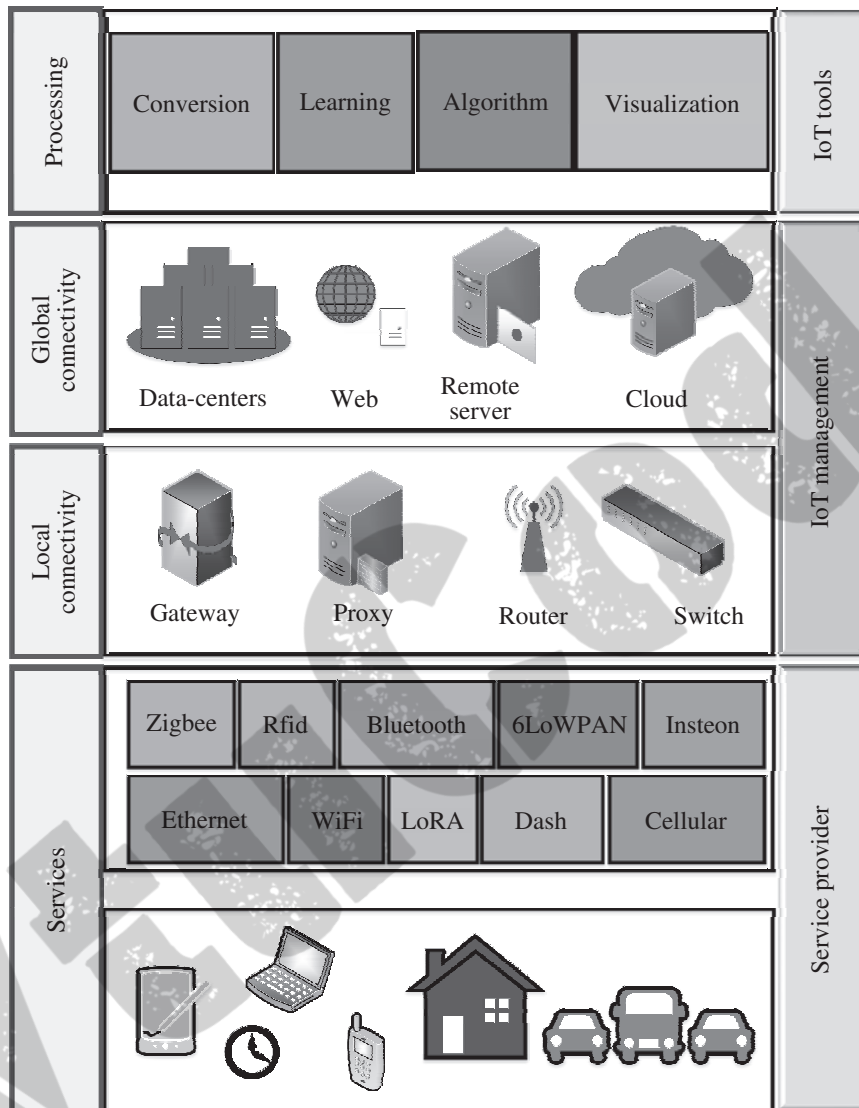 Processing
Conversion
Learning
Algorithm
Visualization
IoT tools
Global
connectivity
Data-centers
Web
Remote
server
Cloud
IoT management
Local
connectivity
Gateway
Proxy
Router
Switch
Services
Zigbee
Rfid
Bluetooth
6LoWPAN
Insteon
Ethernet
WiFi
LoRA
Dash
Cellular
Service provider